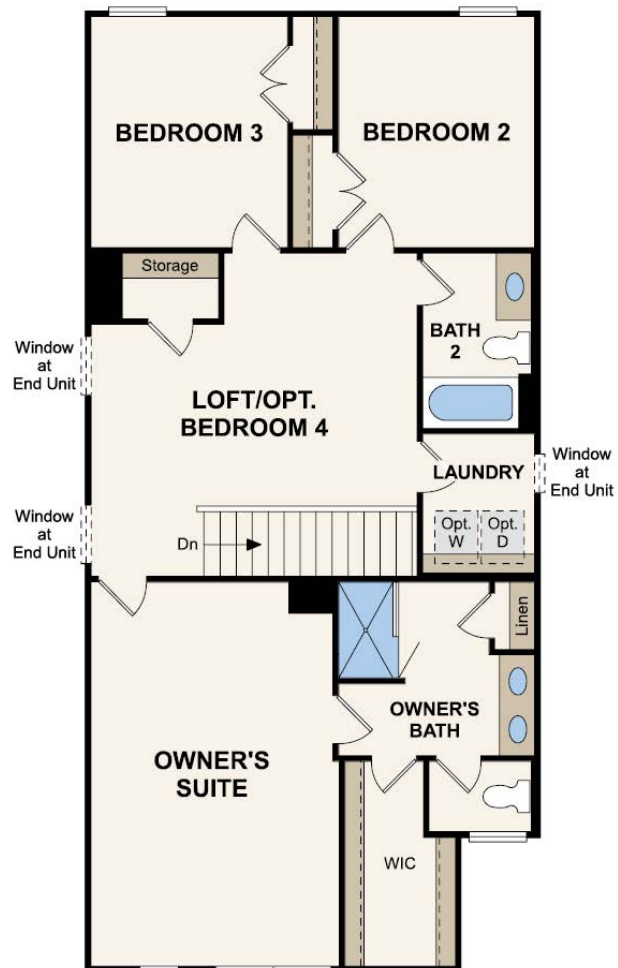 BEDROOM 3
BEDROOM 2
Storage
BATH
2
Window
at
End Unit
LOFT/OPT.
BEDROOM 4
LAUNDRY
Window
at
End Unit
Window
at
End Unit
Opt.
W
Opt.
D
Dn
Linen
OWNER'S
BATH
OWNER'S
SUITE
WIC